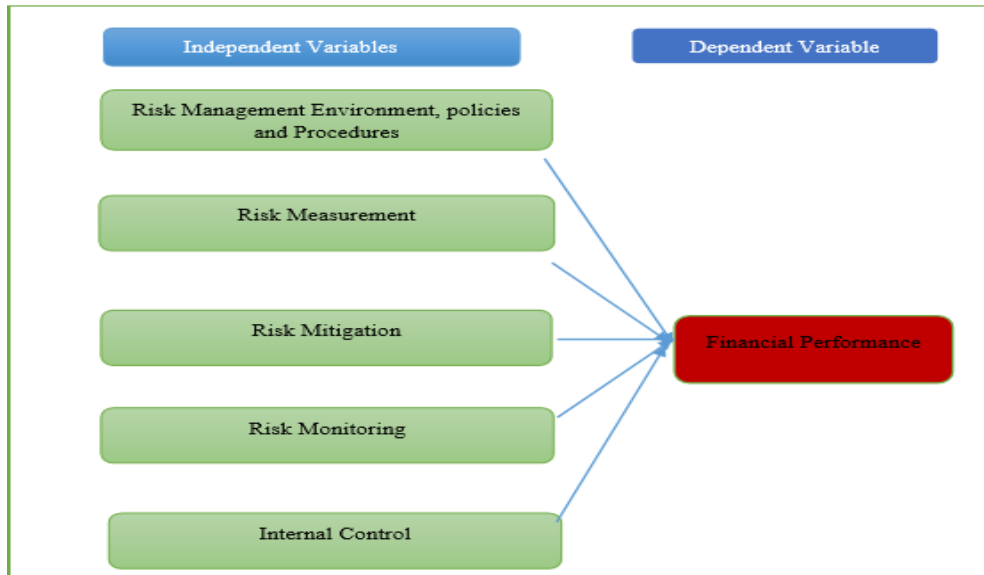 Independent Variables
Dependent Variable
Risk Management Environment, policies
and Procedures
Risk Measurement
Risk Mitigation
Financial Performance
Risk Monitoring
Internal Control